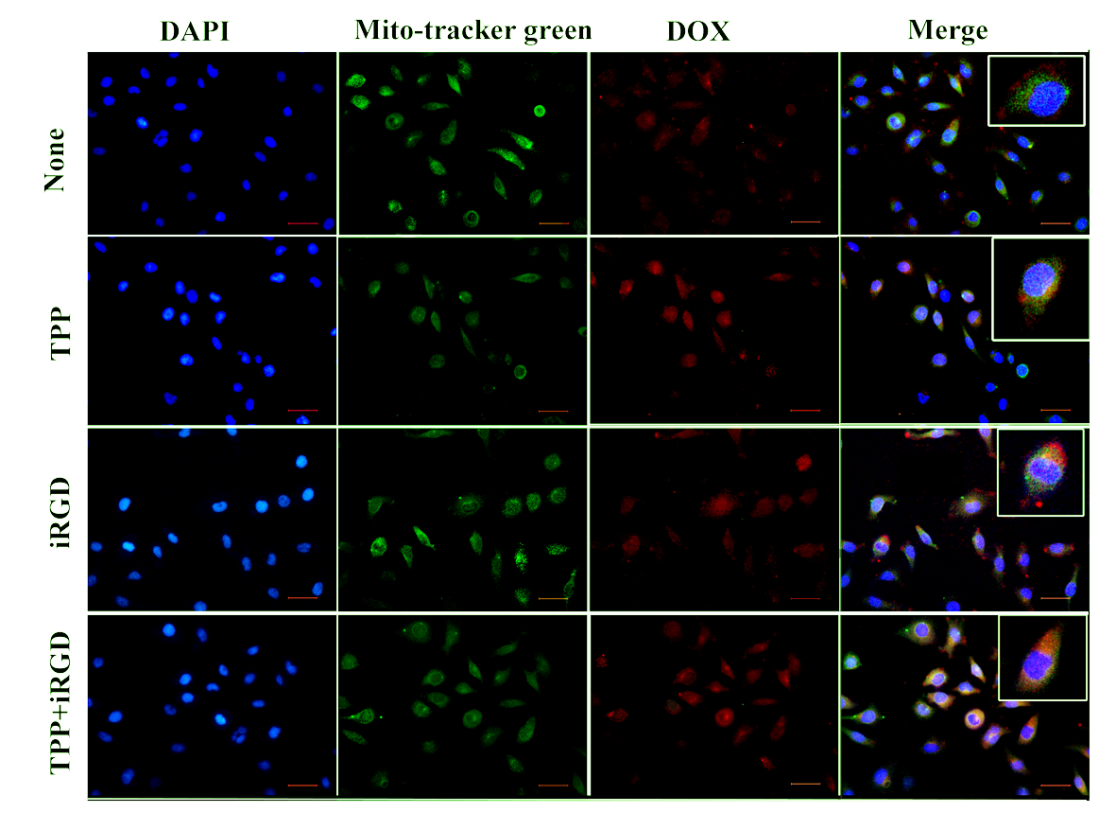 DAPI Mito-tracker green DOX Merge
None
TPP
iRGD
TPP+iRGD